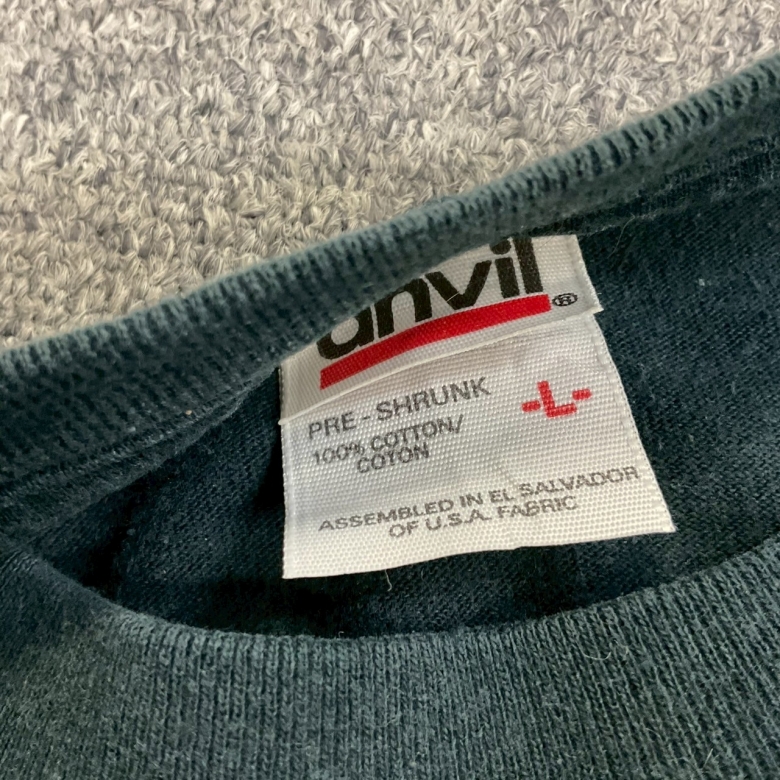 anvil®
PRE-SHRUNK
-L-
100% COTTON/
COTON
ASSEMBLED IN EL SALVADOR
OF U.S.A. FABRIC